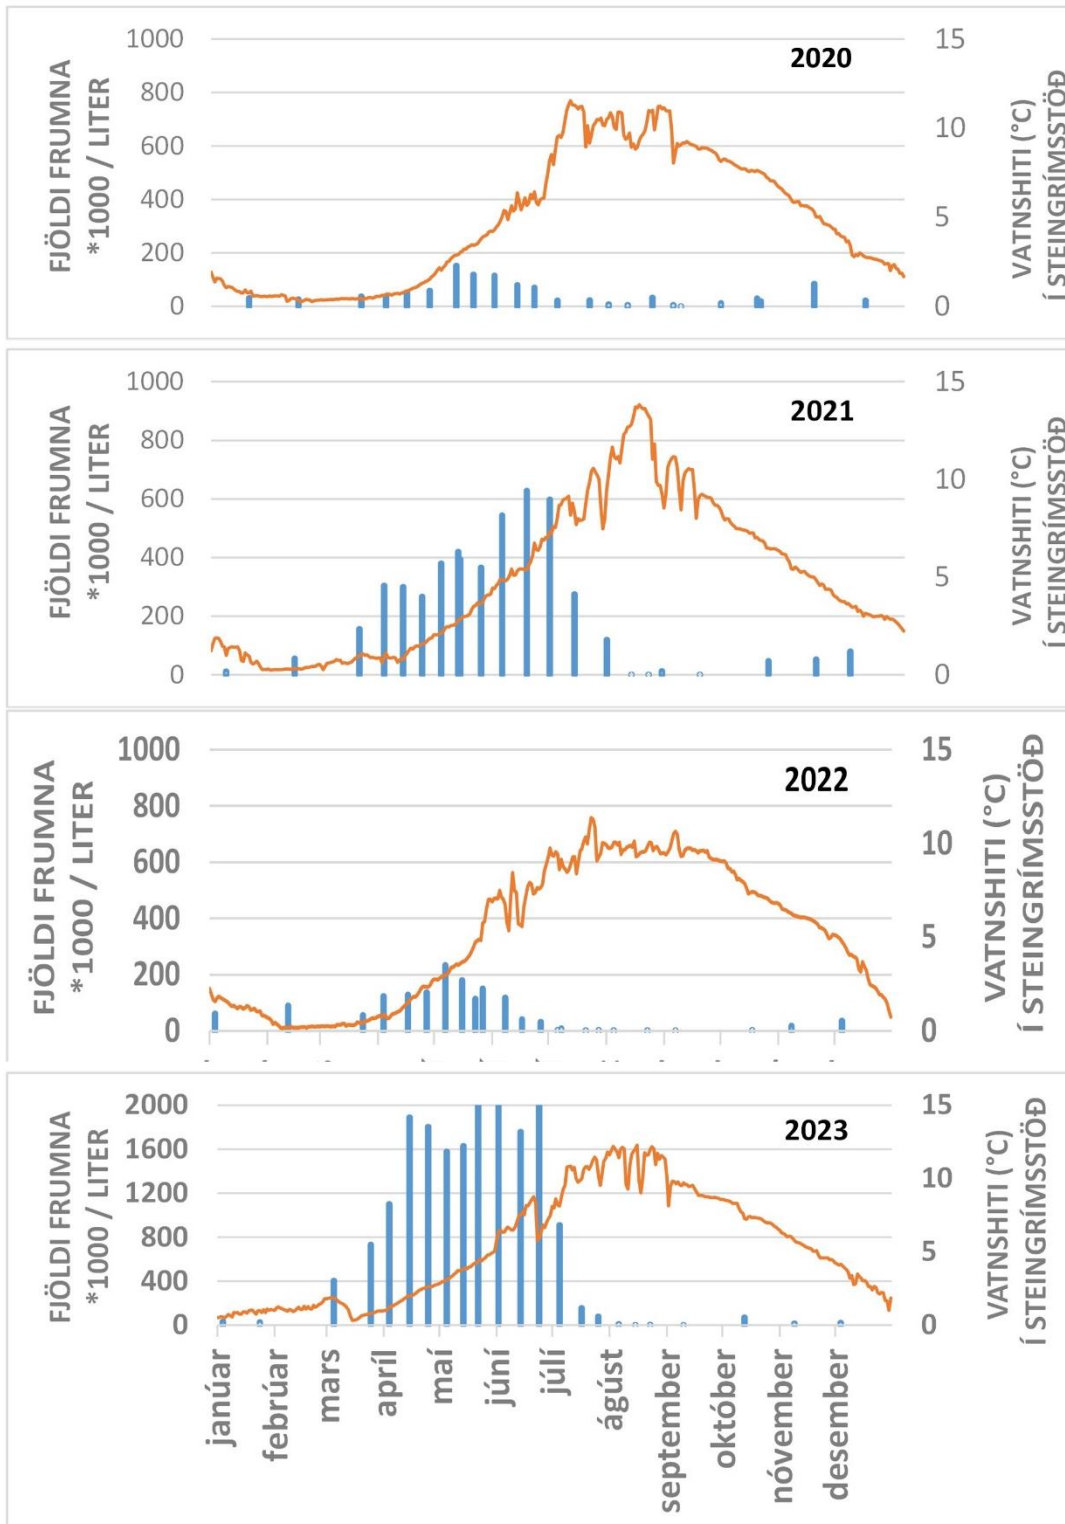 FJÖLDI FRUMNA
*1000 / LITER
1000
800
600
400
200
0
2020
15
10
5
0
VATNSHITI (°C)
Í STEINGRÍMSSTÖÐ
FJÖLDI FRUMNA
*1000 / LITER
1000
800
600
400
200
0
2021
15
10
5
0
VATNSHITI (°C)
Í STEINGRÍMSSTÖÐ
FJÖLDI FRUMNA
*1000 / LITER
1000
800
600
400
200
0
2022
15
10
5
0
VATNSHITI (°C)
Í STEINGRÍMSSTÖÐ
FJÖLDI FRUMNA
*1000 / LITER
2000
1600
1200
800
400
0
2023
15
10
5
0
VATNSHITI (°C)
Í STEINGRÍMSSTÖÐ
janúar
febrúar
mars
apríl
maí
júní
júlí
ágúst
september
október
nóvember
desember